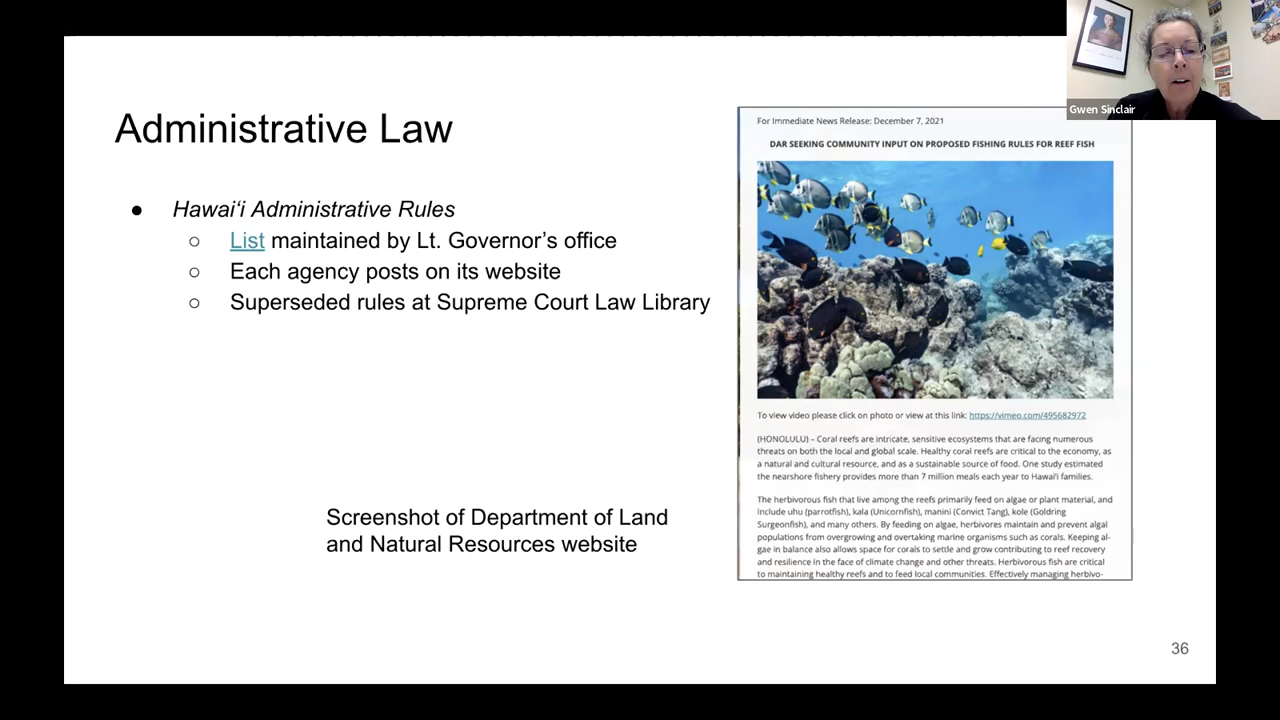 Gwen Sinclair
Administrative Law
● Hawaiʻi Administrative Rules
○ List maintained by Lt. Governor’s office
○ Each agency posts on its website
○ Superseded rules at Supreme Court Law Library
Screenshot of Department of Land
and Natural Resources website
For Immediate News Release: December 7, 2021
DAR SEEKING COMMUNITY INPUT ON PROPOSED FISHING RULES FOR REEF FISH
To view video please click on photo or view at this link: https://vimeo.com/495682972
(HONOLULU) – Coral reefs are intricate, sensitive ecosystems that are facing numerous
threats on both the local and global scale. Healthy coral reefs are critical to the economy, as
a natural and cultural resource, and as a sustainable source of food. One study estimated
the nearshore fishery provides more than 7 million meals each year to Hawai‘i families.
The herbivorous fish that live among the reefs primarily feed on algae or plant material, and
include uhu (parrotfish), kala (Unicornfish), manini (Convict Tang), kole (Goldring
Surgeonfish), and many others. By feeding on algae, herbivores maintain and prevent algal
populations from overgrowing and overtaking marine organisms such as corals. Keeping al-
gae in balance also allows space for corals to settle and grow contributing to reef recovery
and resilience in the face of climate change and other threats. Herbivorous fish are critical
to maintaining healthy reefs and to feed local communities. Effectively managing herbivo-
36